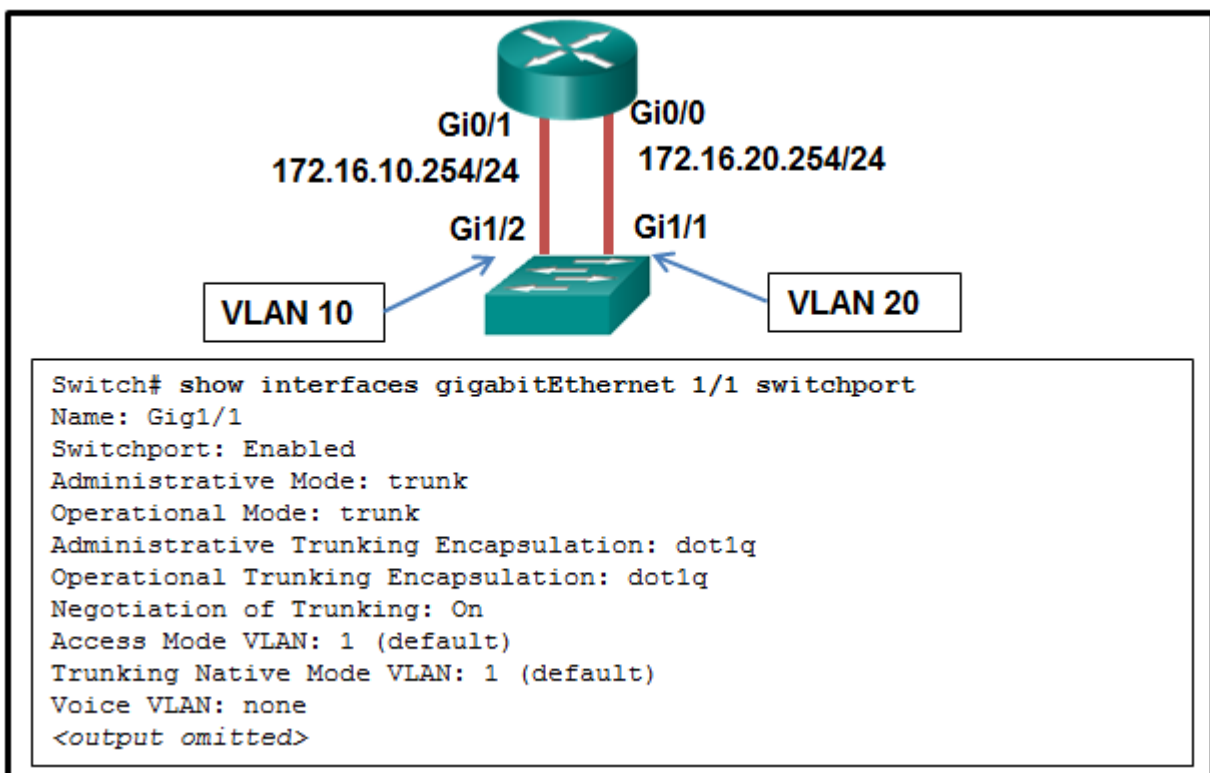 Gi0/1
Gi0/0
172.16.10.254/24
172.16.20.254/24
Gi1/2
Gi1/1
VLAN 10
VLAN 20
Switch# show interfaces gigabitEthernet 1/1 switchport
Name: Gig1/1
Switchport: Enabled
Administrative Mode: trunk
Operational Mode: trunk
Administrative Trunking Encapsulation: dot1q
Operational Trunking Encapsulation: dot1q
Negotiation of Trunking: On
Access Mode VLAN: 1 (default)
Trunking Native Mode VLAN: 1 (default)
Voice VLAN: none
<output omitted>